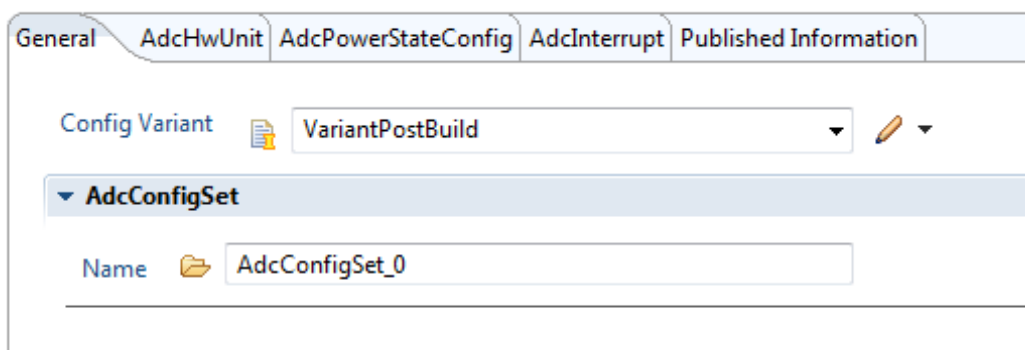 General AdcHwUnit AdcPowerStateConfig AdcInterrupt Published Information
Config Variant VariantPostBuild
AdcConfigSet
Name AdcConfigSet_0